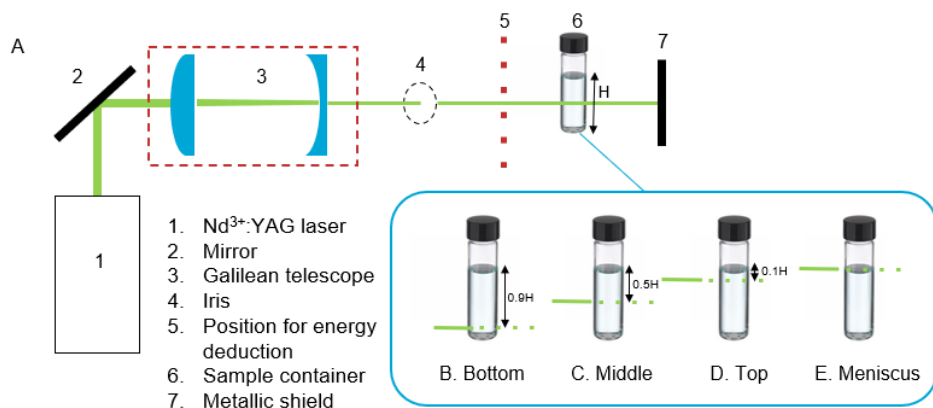 A
2
3
4
5
6
7
H
1
1. Nd³⁺:YAG laser
2. Mirror
3. Galilean telescope
4. Iris
5. Position for energy
deduction
6. Sample container
7. Metallic shield
0.9H
0.5H
0.1H
B. Bottom
C. Middle
D. Top
E. Meniscus